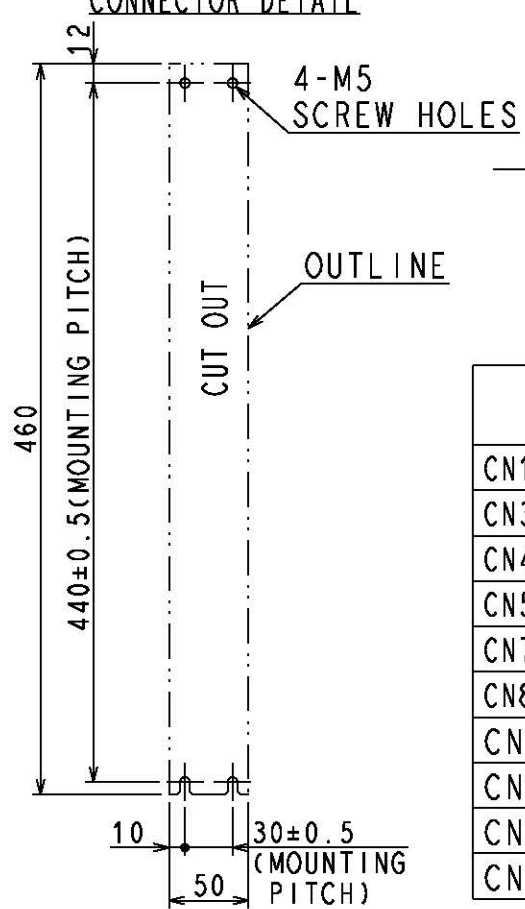 CONNECTOR DETAIL
12
4-M5
SCREW HOLES
OUTLINE
CUT OUT
460
440±0.5(MOUNTING PITCH)
10
30±0.5
(MOUNTING
PITCH)
50
CN1
CN3
CN4
CN5
CN7
CN8
CN
CN
CN
CN